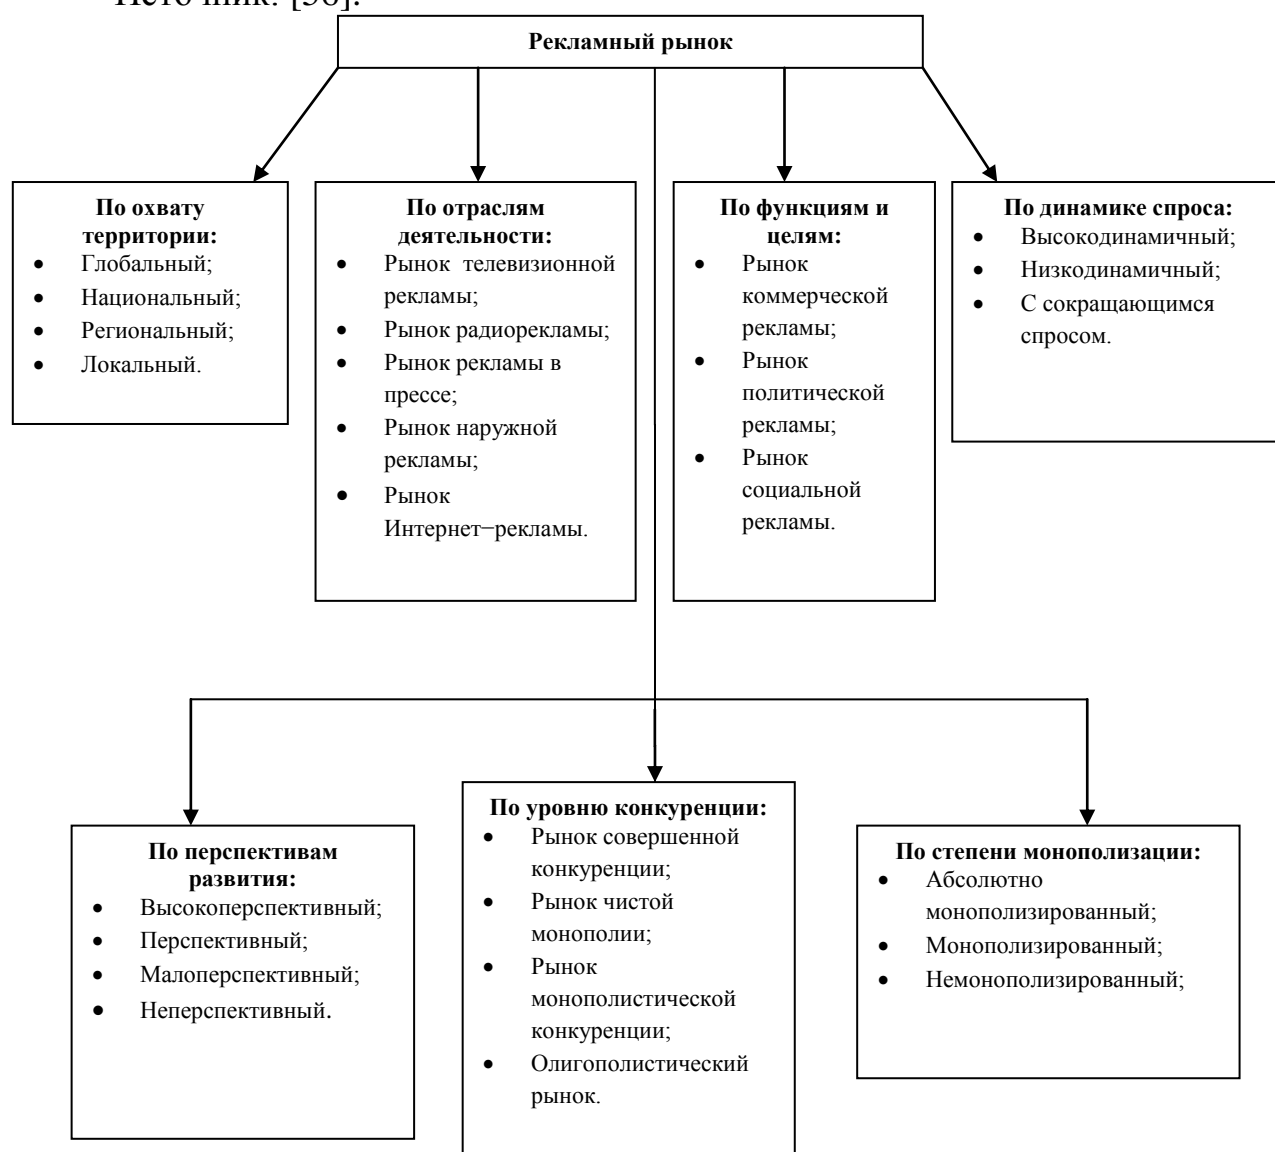 Источник: [58].
Рекламный рынок
По охвату
территории:
• Глобальный;
• Национальный;
• Региональный;
• Локальный.
По отраслям
деятельности:
• Рынок телевизионной
рекламы;
• Рынок радиорекламы;
• Рынок рекламы в
прессе;
• Рынок наружной
рекламы;
• Рынок
Интернет−рекламы.
По функциям и
целям:
• Рынок
коммерческой
рекламы;
• Рынок
политической
рекламы;
• Рынок
социальной
рекламы.
По динамике спроса:
• Высокодинамичный;
• Низкодинамичный;
• С сокращающимся
спросом.
По перспективам
развития:
• Высокоперспективный;
• Перспективный;
• Малоперспективный;
• Неперспективный.
По уровню конкуренции:
• Рынок совершенной
конкуренции;
• Рынок чистой
монополии;
• Рынок
монополистической
конкуренции;
• Олигополистический
рынок.
По степени монополизации:
• Абсолютно
монополизированный;
• Монополизированный;
• Немонополизированный;